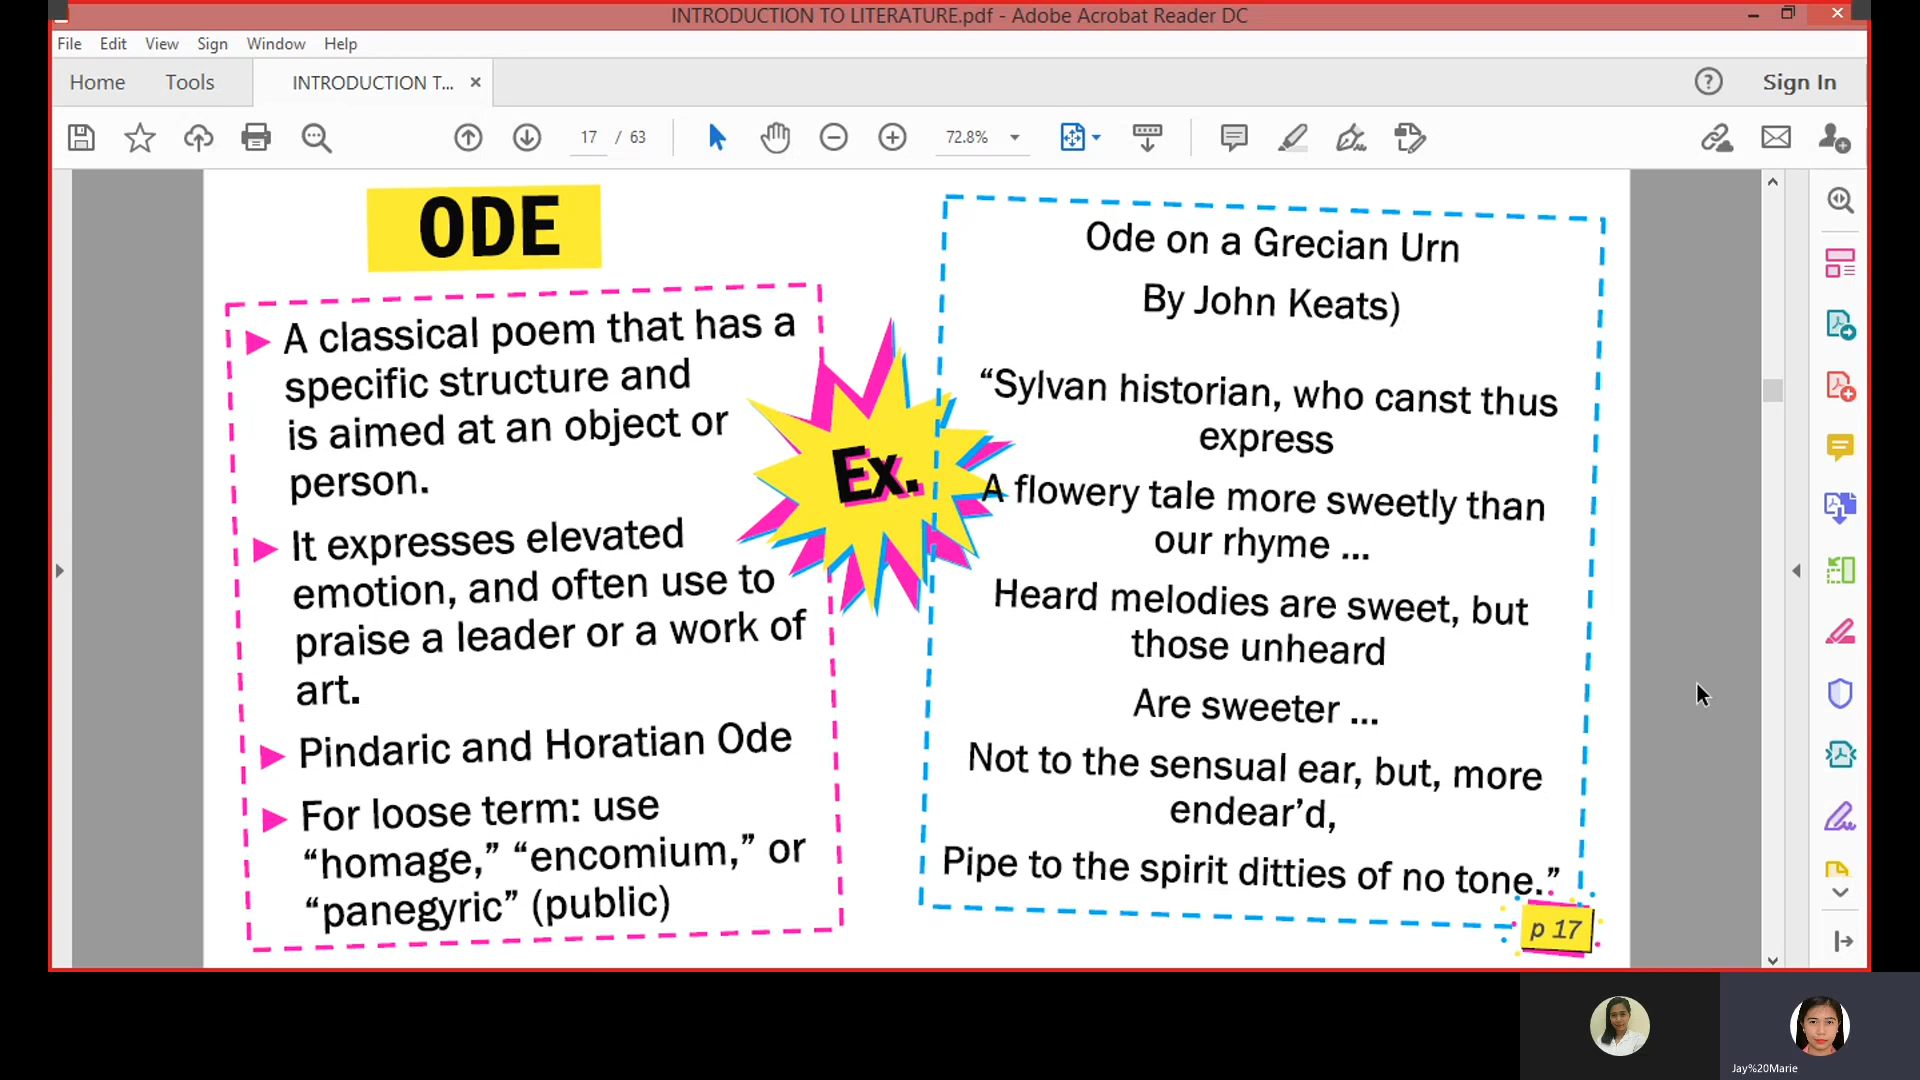 INTRODUCTION TO LITERATURE.pdf - Adobe Acrobat Reader DC
File Edit View Sign Window Help
Home Tools INTRODUCTION T... × Sign In
17 / 63 72.8%
ODE
A classical poem that has a
specific structure and
is aimed at an object or
person.
It expresses elevated
emotion, and often use to
praise a leader or a work of
art.
Pindaric and Horatian Ode
For loose term: use
“homage,” “encomium,” or
“panegyric” (public)
Ex.
Ode on a Grecian Urn
By John Keats)
“Sylvan historian, who canst thus
express
A flowery tale more sweetly than
our rhyme ...
Heard melodies are sweet, but
those unheard
Are sweeter ...
Not to the sensual ear, but, more
endear’d,
Pipe to the spirit ditties of no tone.”
p 17
Jay%20Marie